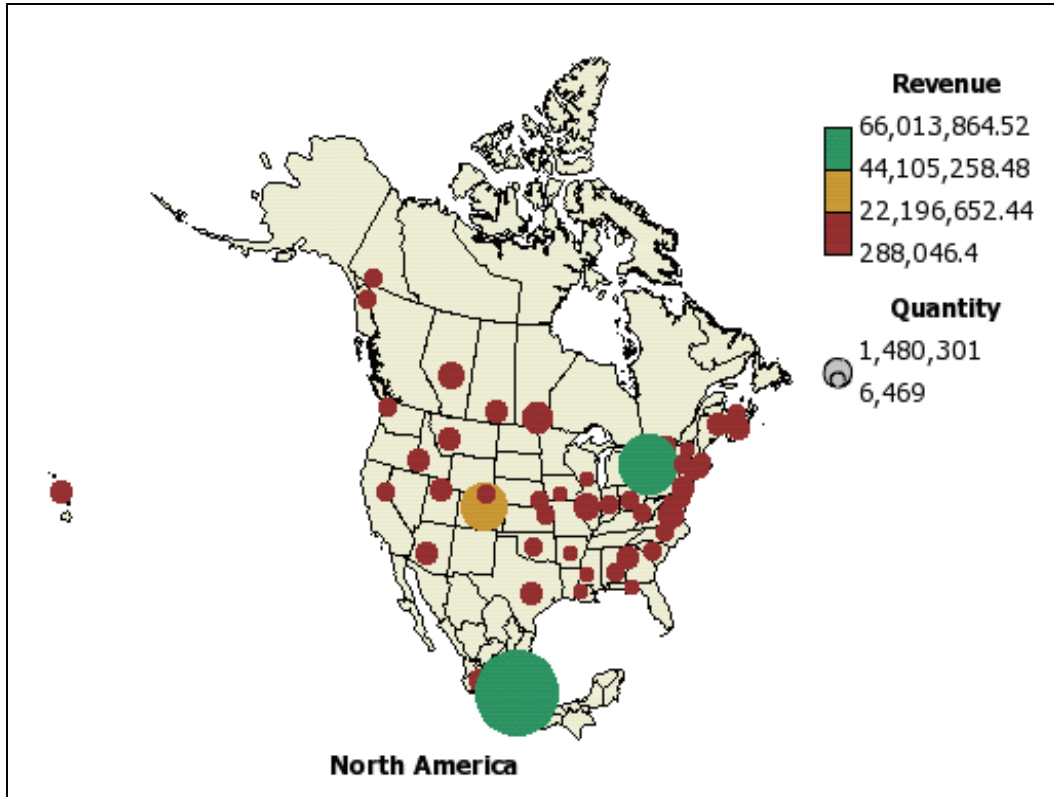 Revenue
66,013,864.52
44,105,258.48
22,196,652.44
288,046.4
Quantity
1,480,301
6,469
North America